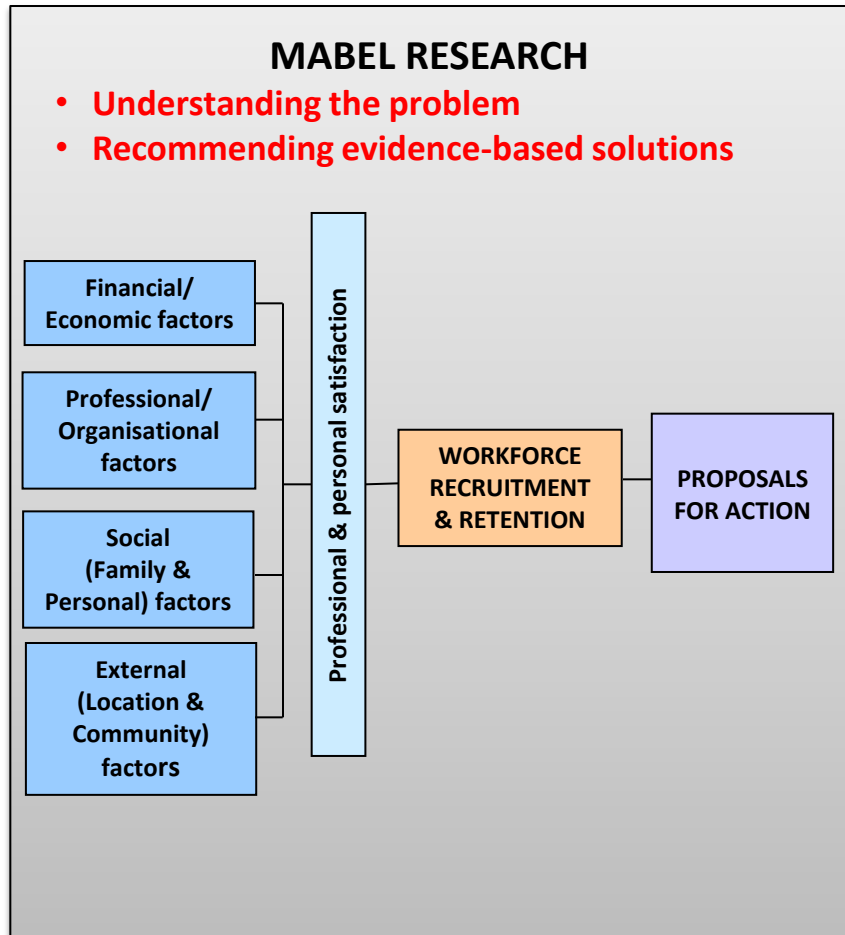 MABEL RESEARCH
• Understanding the problem
• Recommending evidence-based solutions
Financial/
Economic factors
Professional/
Organisational
factors
Social
(Family &
Personal) factors
External
(Location &
Community)
factors
Professional & personal satisfaction
WORKFORCE
RECRUITMENT
& RETENTION
PROPOSALS
FOR ACTION